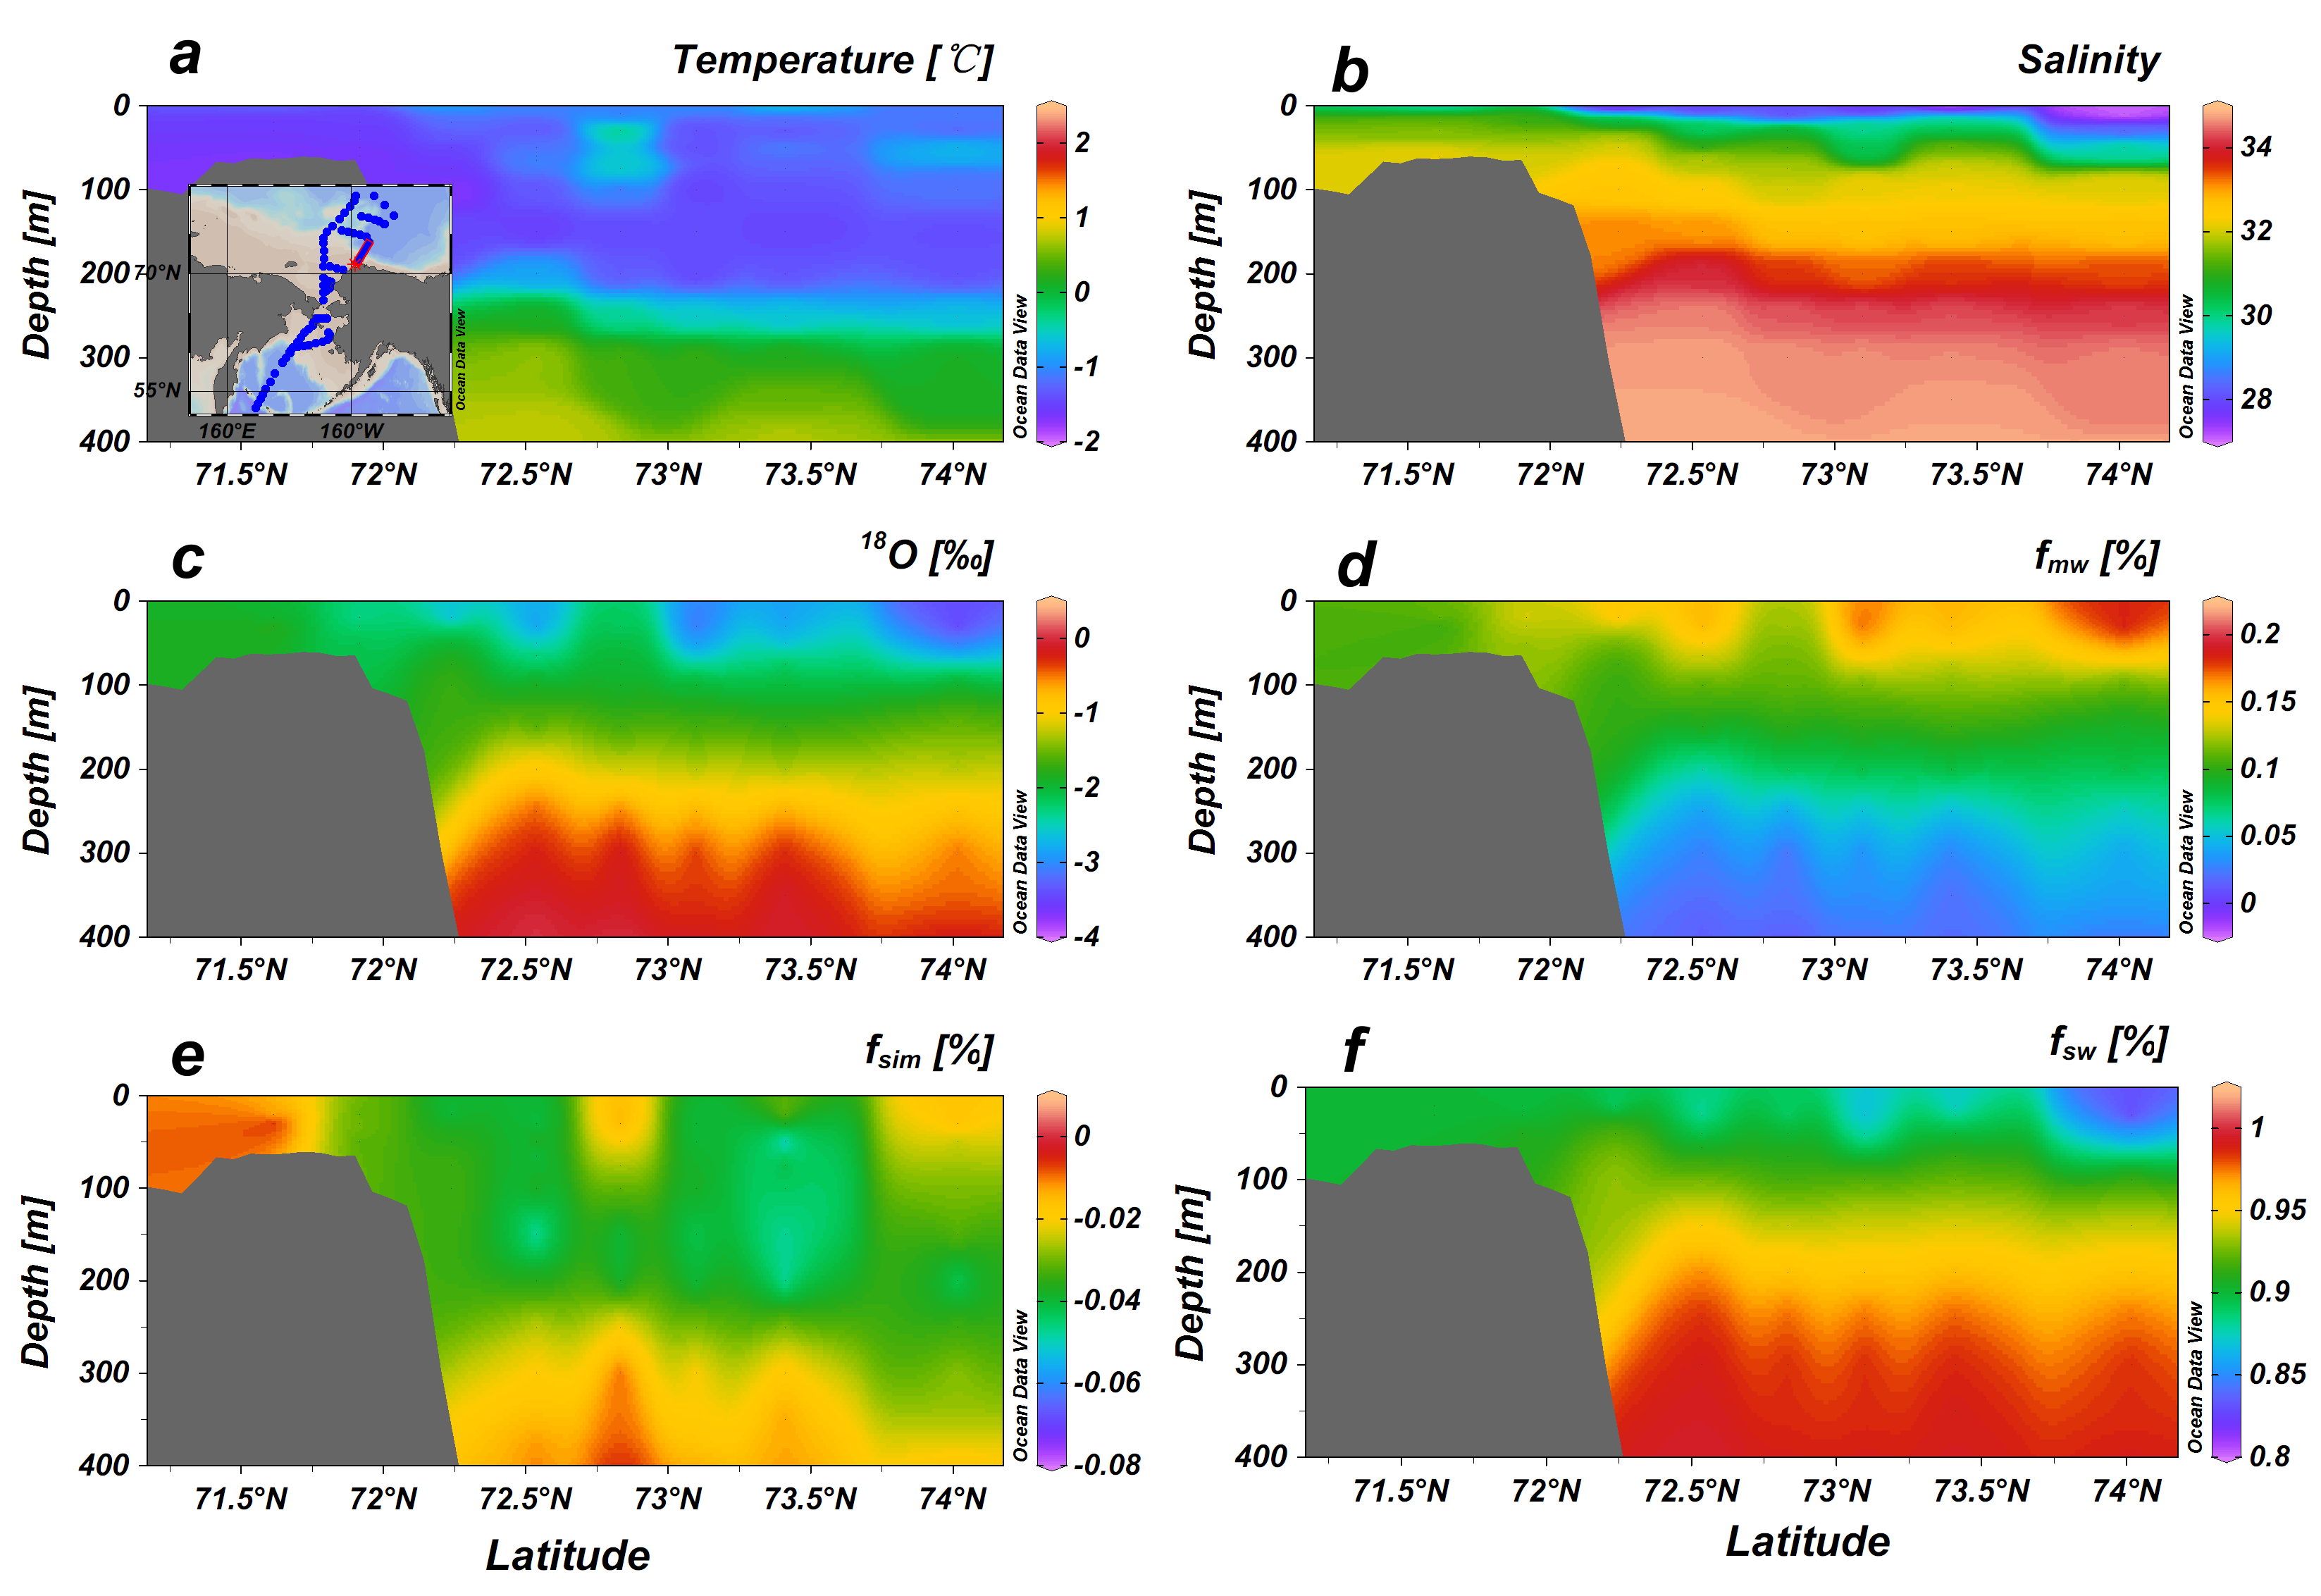 a
Temperature [℃]
0
100
200
300
400
Depth [m]
70°N
55°N
160°E
160°W
Ocean Data View
71.5°N
72°N
72.5°N
73°N
73.5°N
74°N
Ocean Data View
2
1
0
-1
-2
b
Salinity
0
100
200
300
400
Depth [m]
71.5°N
72°N
72.5°N
73°N
73.5°N
74°N
Ocean Data View
34
32
30
28
c
18O [‰]
0
100
200
300
400
Depth [m]
71.5°N
72°N
72.5°N
73°N
73.5°N
74°N
Ocean Data View
0
-1
-2
-3
-4
d
fmw [%]
0
100
200
300
400
Depth [m]
71.5°N
72°N
72.5°N
73°N
73.5°N
74°N
Ocean Data View
0.2
0.15
0.1
0.05
0
e
fsim [%]
0
100
200
300
400
Depth [m]
71.5°N
72°N
72.5°N
73°N
73.5°N
74°N
Latitude
Ocean Data View
0
-0.02
-0.04
-0.06
-0.08
f
fsw [%]
0
100
200
300
400
Depth [m]
71.5°N
72°N
72.5°N
73°N
73.5°N
74°N
Latitude
Ocean Data View
1
0.95
0.9
0.85
0.8